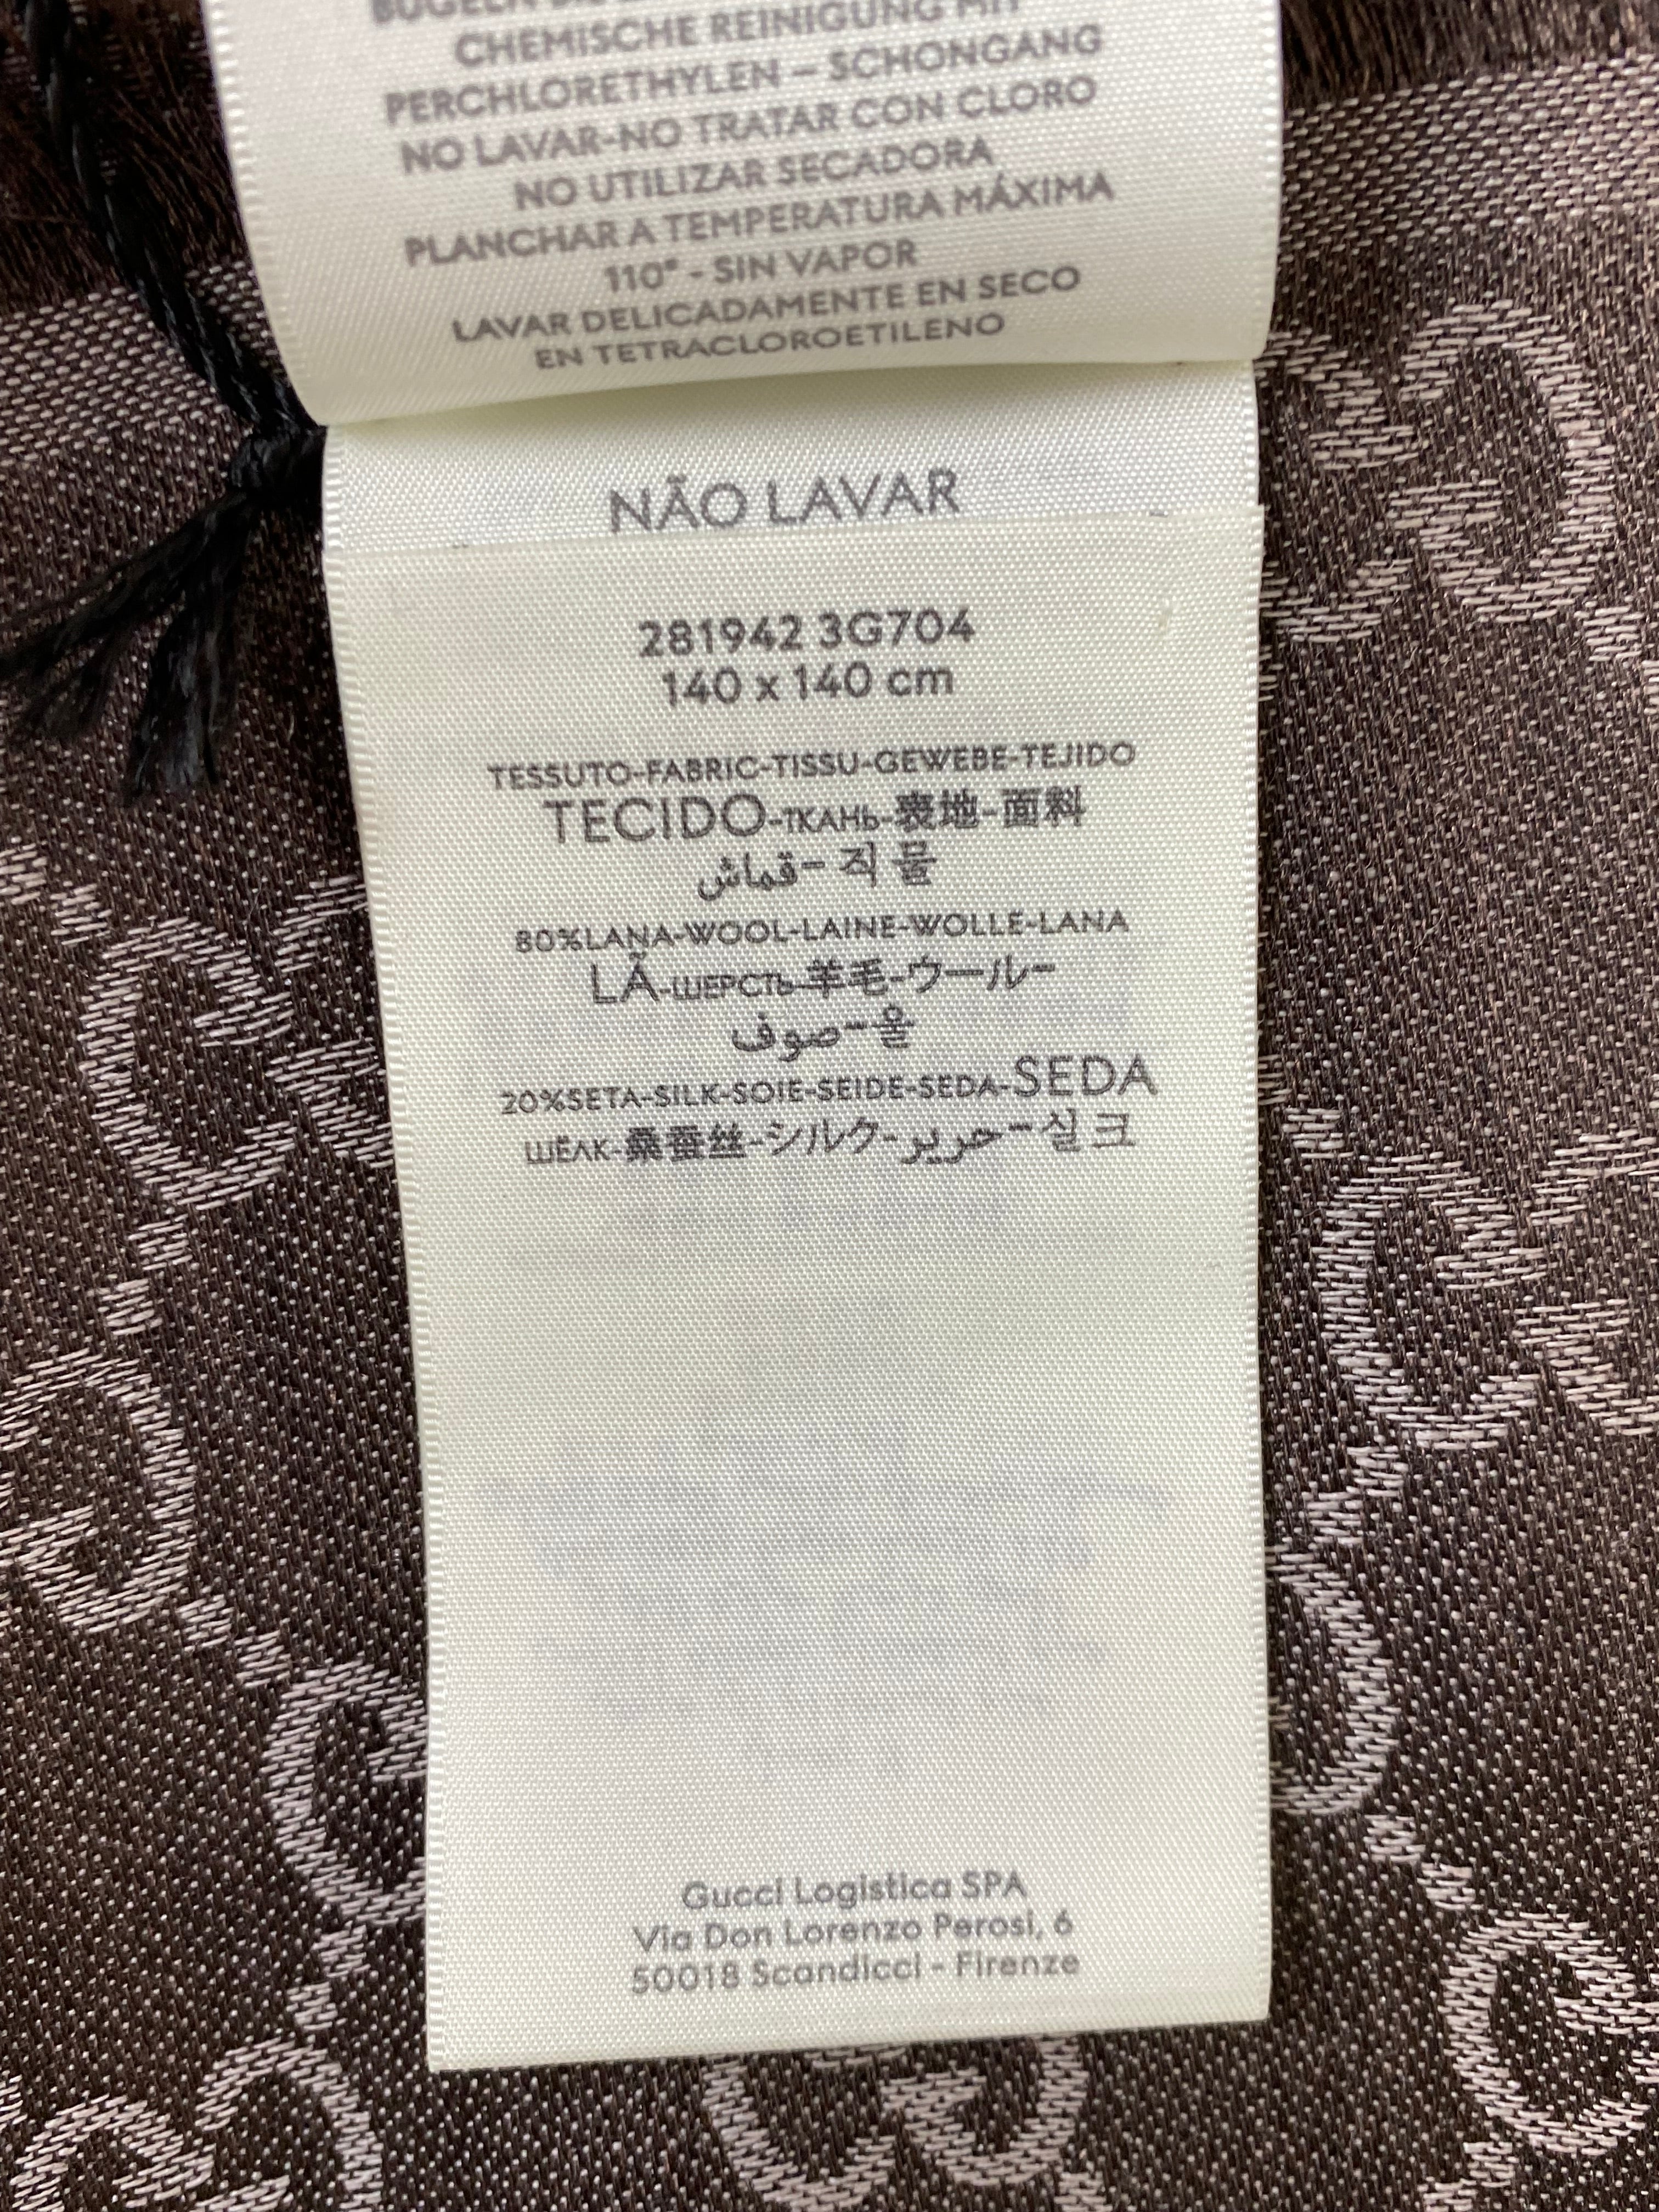 BÜGELN
CHEMISCHE REINIGUNG MIT
PERCHLORETHYLEN – SCHONGANG
NO LAVAR-NO TRATAR CON CLORO
NO UTILIZAR SECADORA
PLANCHAR A TEMPERATURA MÁXIMA
110° - SIN VAPOR
LAVAR DELICADAMENTE EN SECO
EN TETRACLOROETILENO
NÃO LAVAR
281942 3G704
140 x 140 cm
TESSUTO-FABRIC-TISSU-GEWEBE-TEJIDO
TECIDO-ТКАНЬ-表地-面料
قماش-직물
80%LANA-WOOL-LAINE-WOLLE-LANA
LÃ-ШЕРСТЬ-羊毛-ウール-
صوف-울
20%SETA-SILK-SOIE-SEIDE-SEDA-SEDA
ШЁЛК-桑蚕丝-シルク-حرير-실크
Gucci Logistica SPA
Via Don Lorenzo Perosi, 6
50018 Scandicci - Firenze